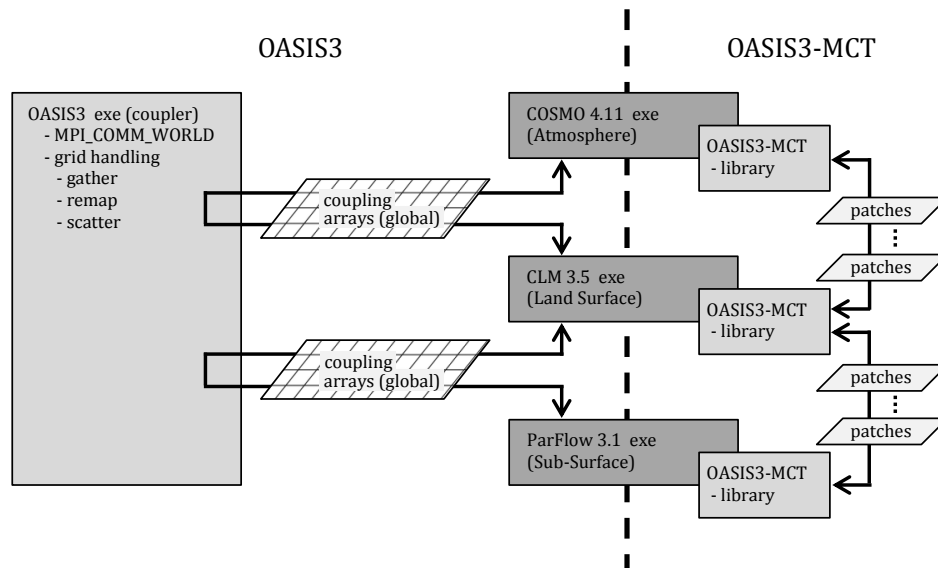 OASIS3
OASIS3-MCT
OASIS3 exe (coupler)
- MPI_COMM_WORLD
- grid handling
- gather
- remap
- scatter
coupling
arrays (global)
coupling
arrays (global)
COSMO 4.11 exe
(Atmosphere)
OASIS3-MCT
- library
CLM 3.5 exe
(Land Surface)
OASIS3-MCT
- library
ParFlow 3.1 exe
(Sub-Surface)
OASIS3-MCT
- library
patches
patches
patches
patches